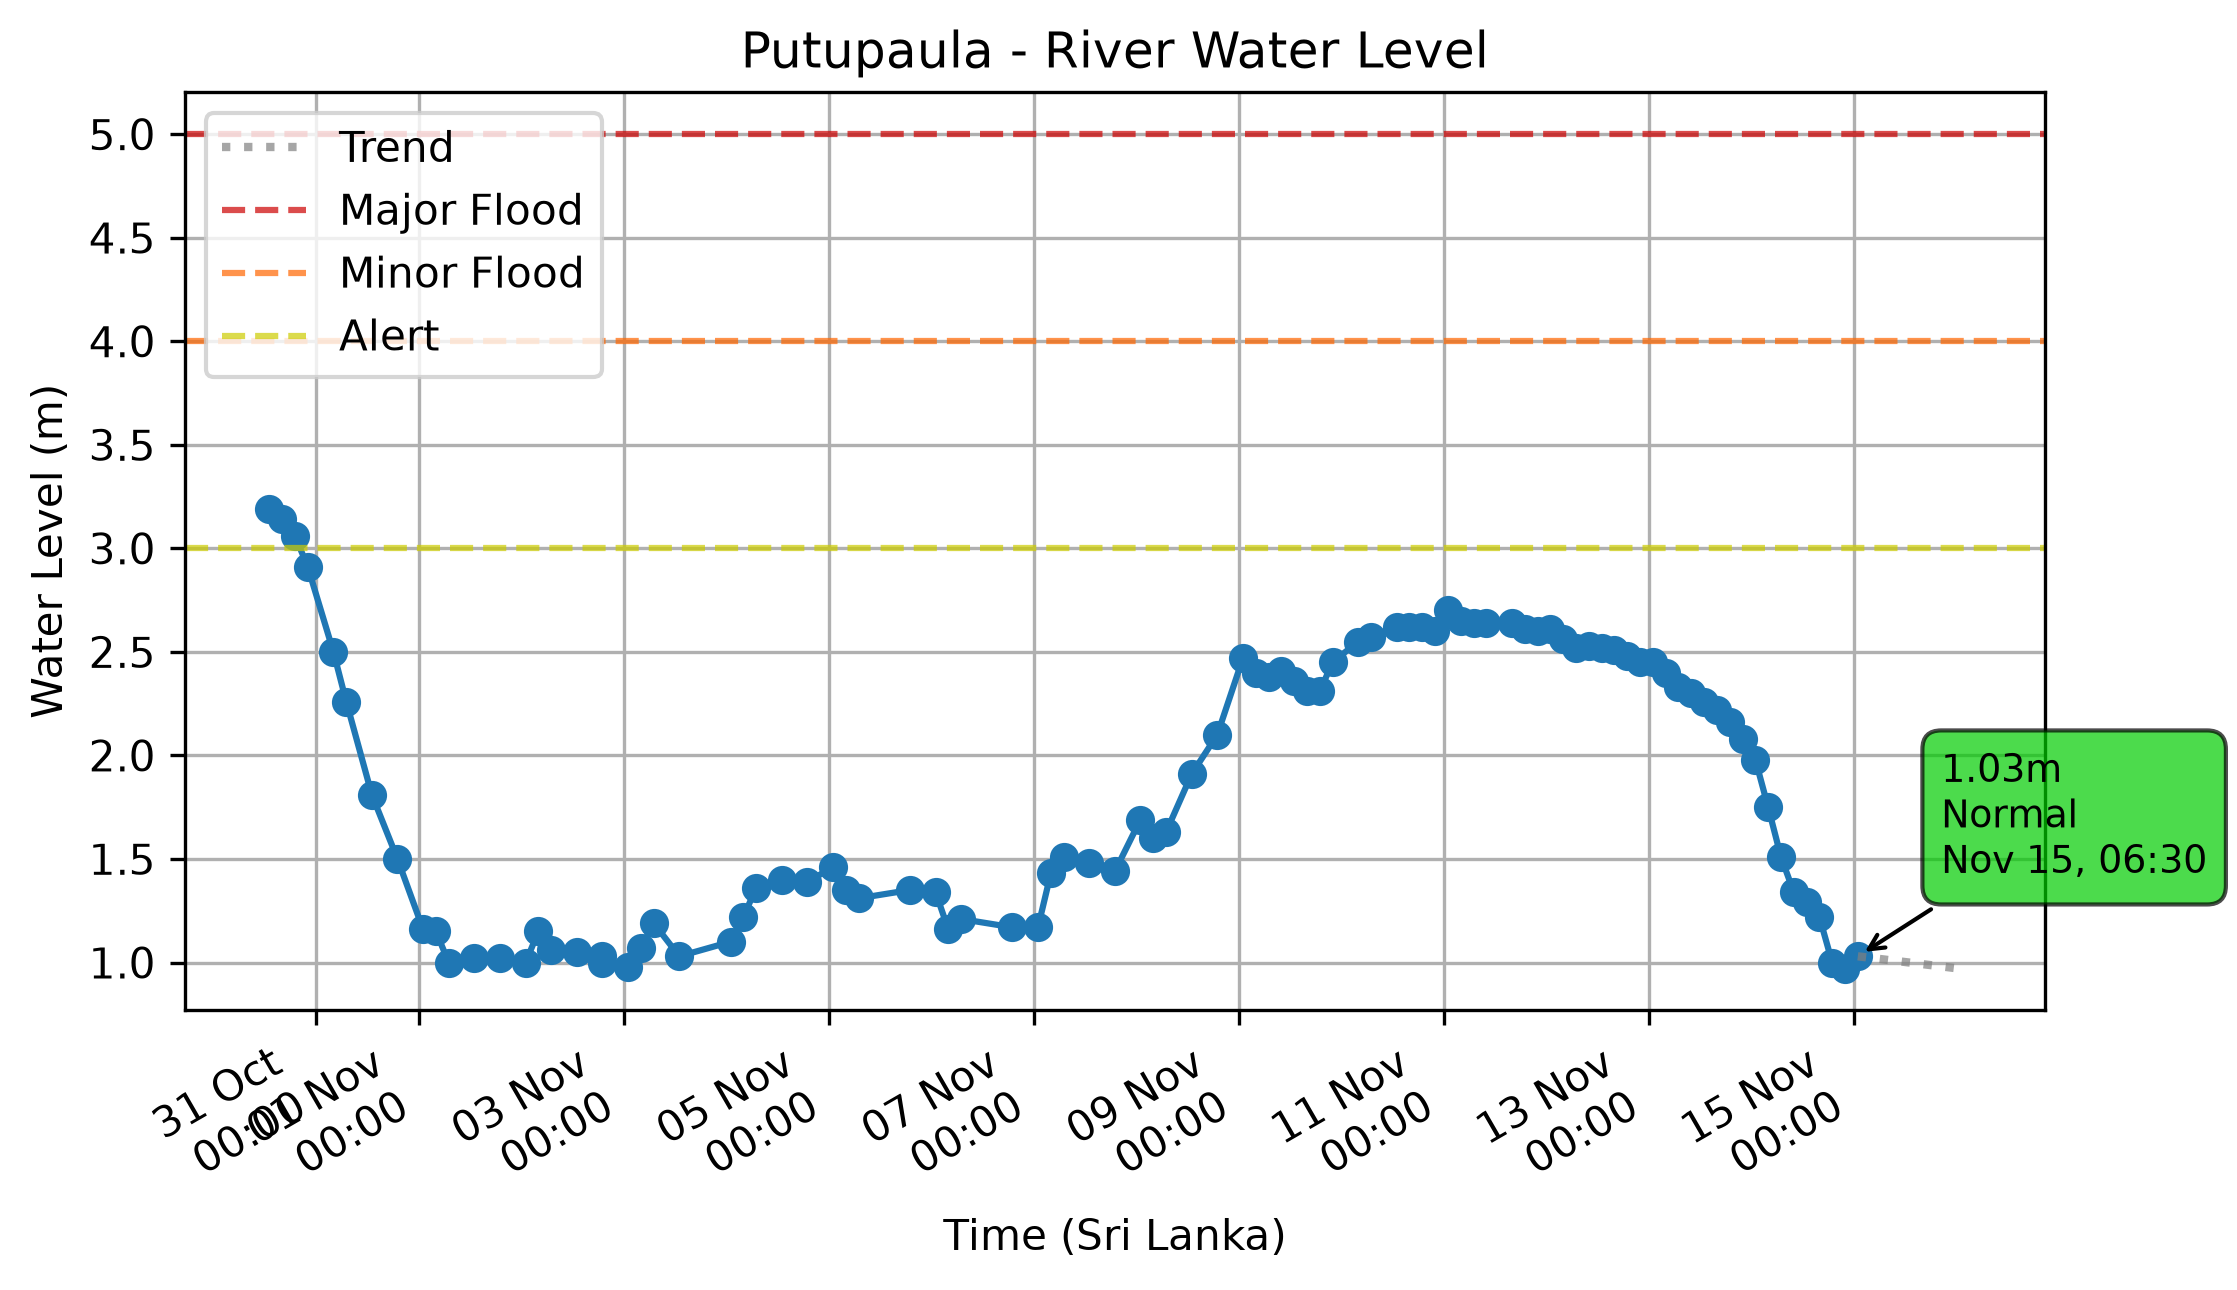 Putupaula - River Water Level
Trend
Major Flood
Minor Flood
Alert
5.0
4.5
4.0
3.5
3.0
2.5
2.0
1.5
1.0
Water Level (m)
1.03m
Normal
Nov 15, 06:30
31 Oct
00:00
01 Nov
00:00
03 Nov
00:00
05 Nov
00:00
07 Nov
00:00
09 Nov
00:00
11 Nov
00:00
13 Nov
00:00
15 Nov
00:00
Time (Sri Lanka)